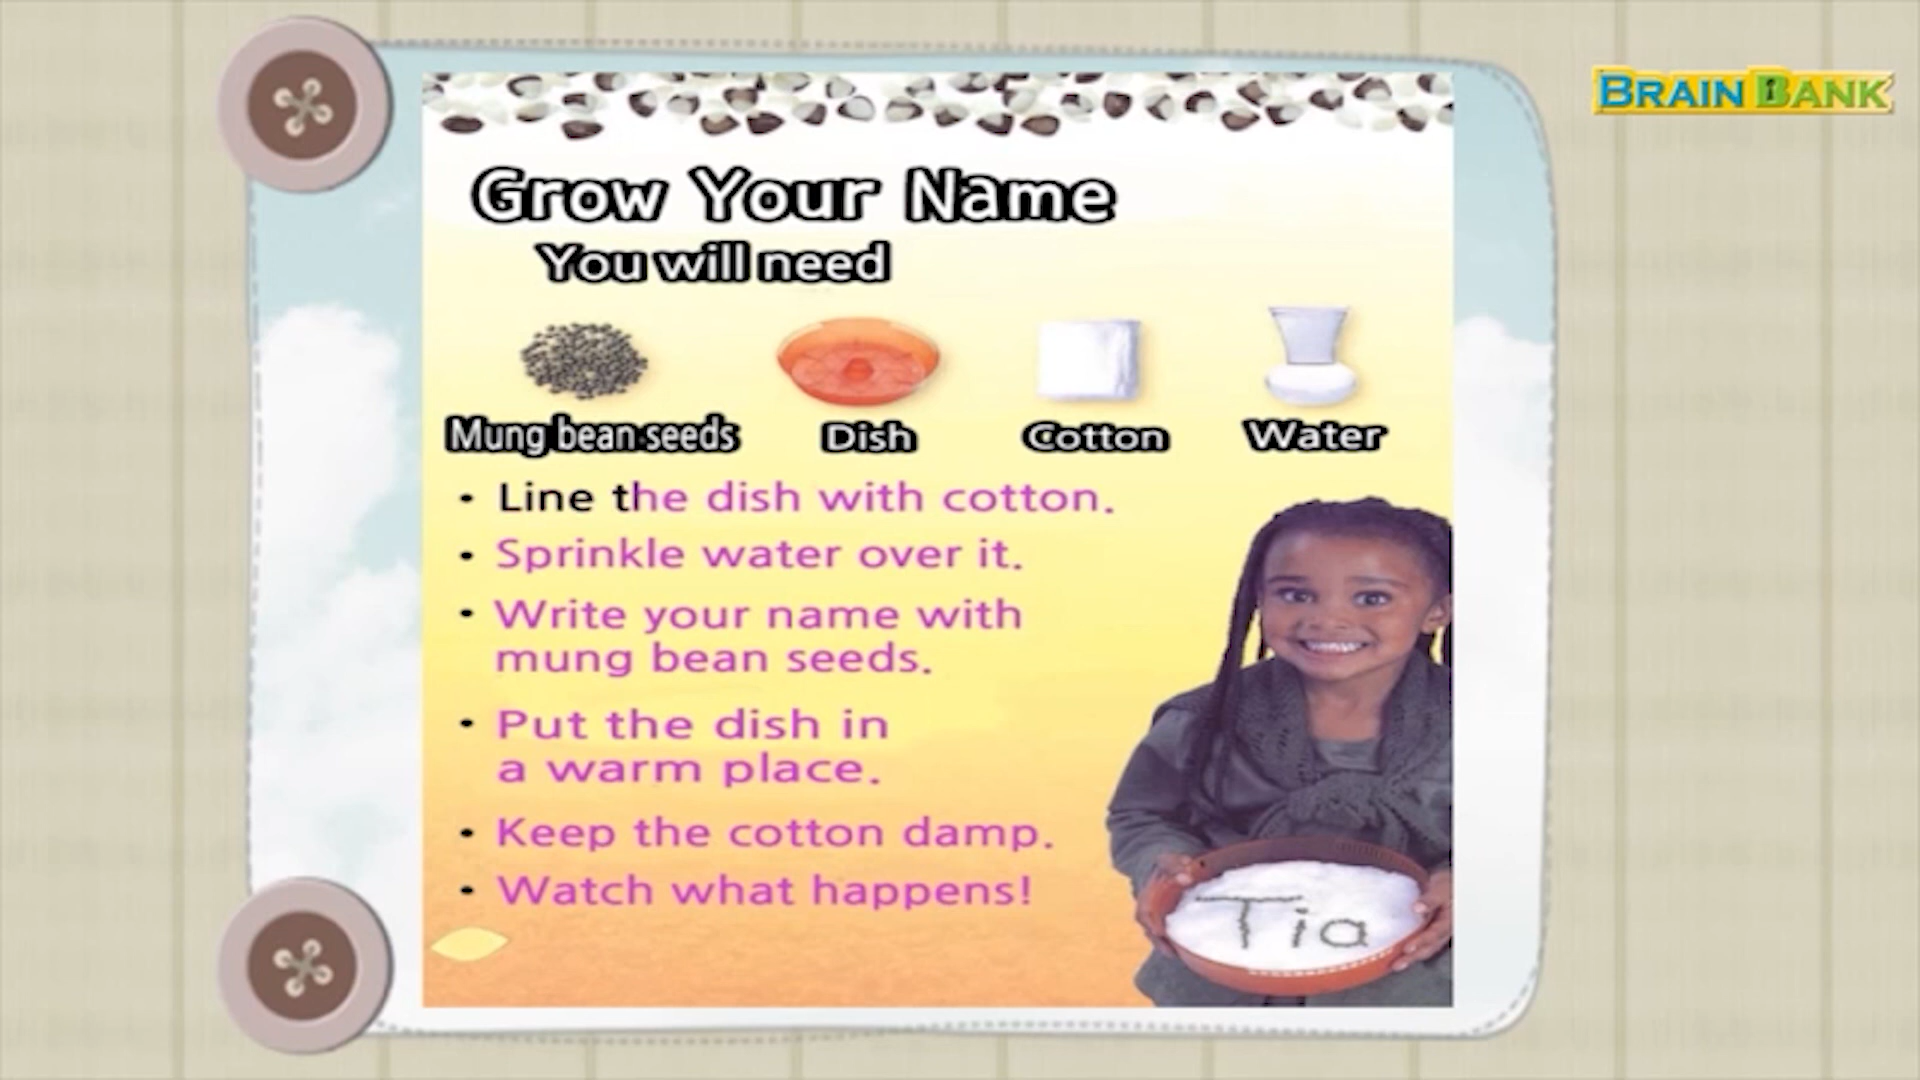 BRAIN BANK
Grow Your Name
You will need
Mung bean seeds
Dish
Cotton
Water
• Line the dish with cotton.
• Sprinkle water over it.
• Write your name with
mung bean seeds.
• Put the dish in
a warm place.
• Keep the cotton damp.
• Watch what happens!
Tia